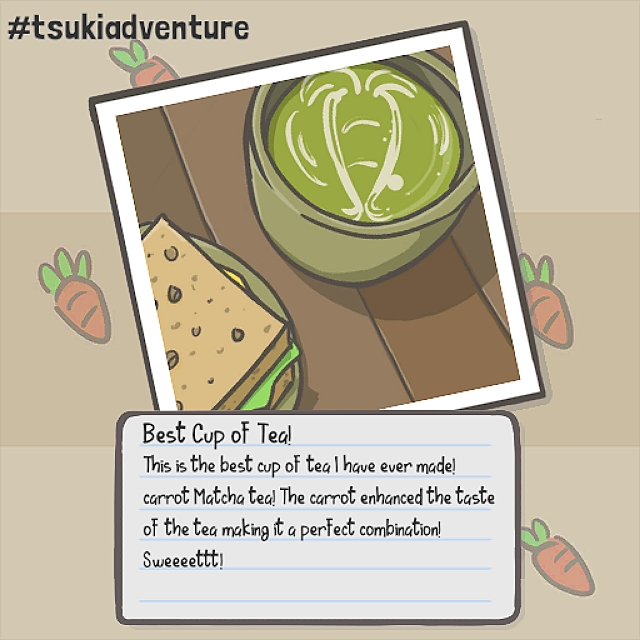 #tsukiadventure
Best Cup of Tea!
This is the best cup of tea I have ever made!
carrot Matcha tea! The carrot enhanced the taste
of the tea making it a perfect combination!
Sweeeettt!